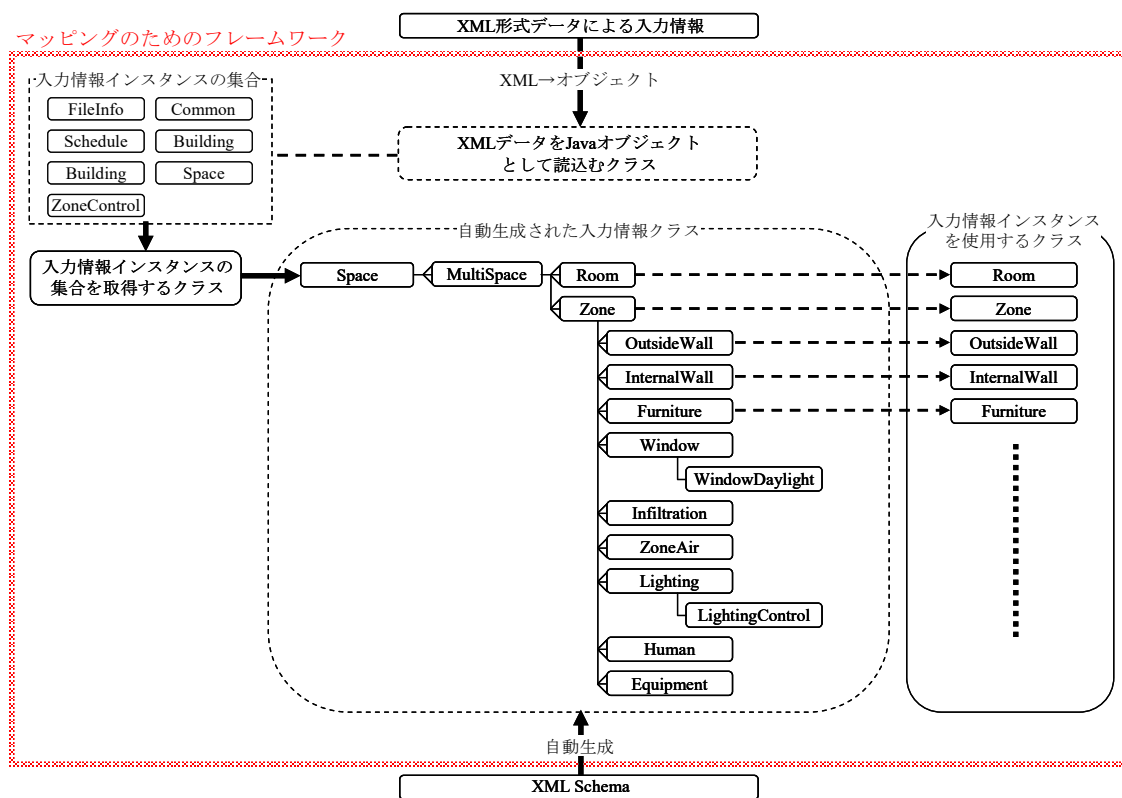 XML形式データによる入力情報
マッピングのためのフレームワーク
入力情報インスタンスの集合
XML→オブジェクト
FileInfo
Common
Schedule
Building
Building
Space
ZoneControl
XMLデータをJavaオブジェクト
として読込むクラス
入力情報インスタンスの
集合を取得するクラス
自動生成された入力情報クラス
入力情報インスタンス
を使用するクラス
Space
MultiSpace
Room
Zone
OutsideWall
InternalWall
Furniture
Window
WindowDaylight
Infiltration
ZoneAir
Lighting
LightingControl
Human
Equipment
Room
Zone
OutsideWall
InternalWall
Furniture
自動生成
XML Schema